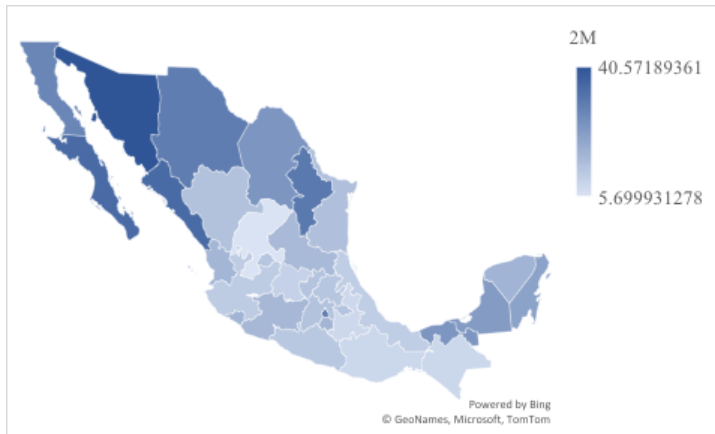 2M
40.57189361
5.699931278
Powered by Bing
© GeoNames, Microsoft, TomTom